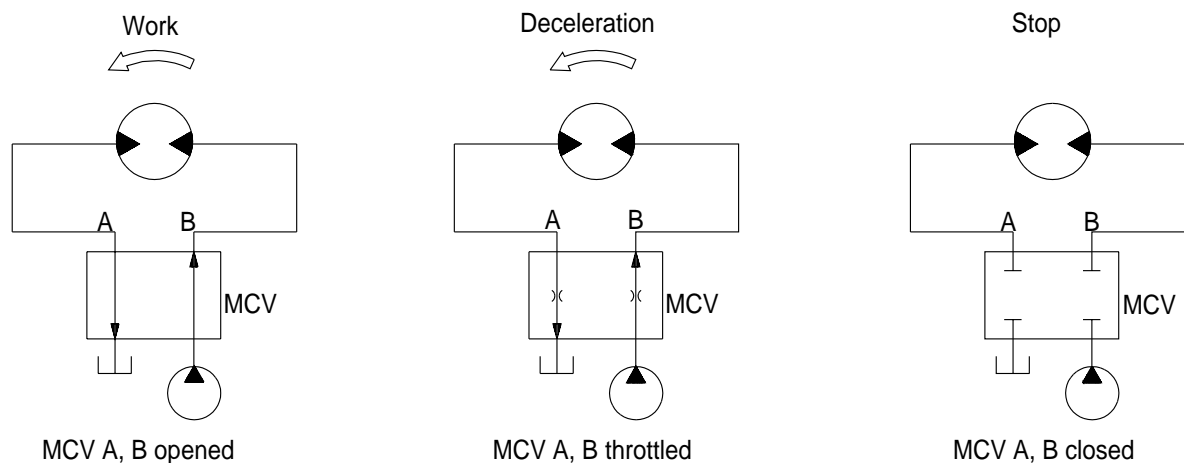 Work
Deceleration
Stop
A
B
MCV
A
B
MCV
A
B
MCV
MCV A, B opened
MCV A, B throttled
MCV A, B closed